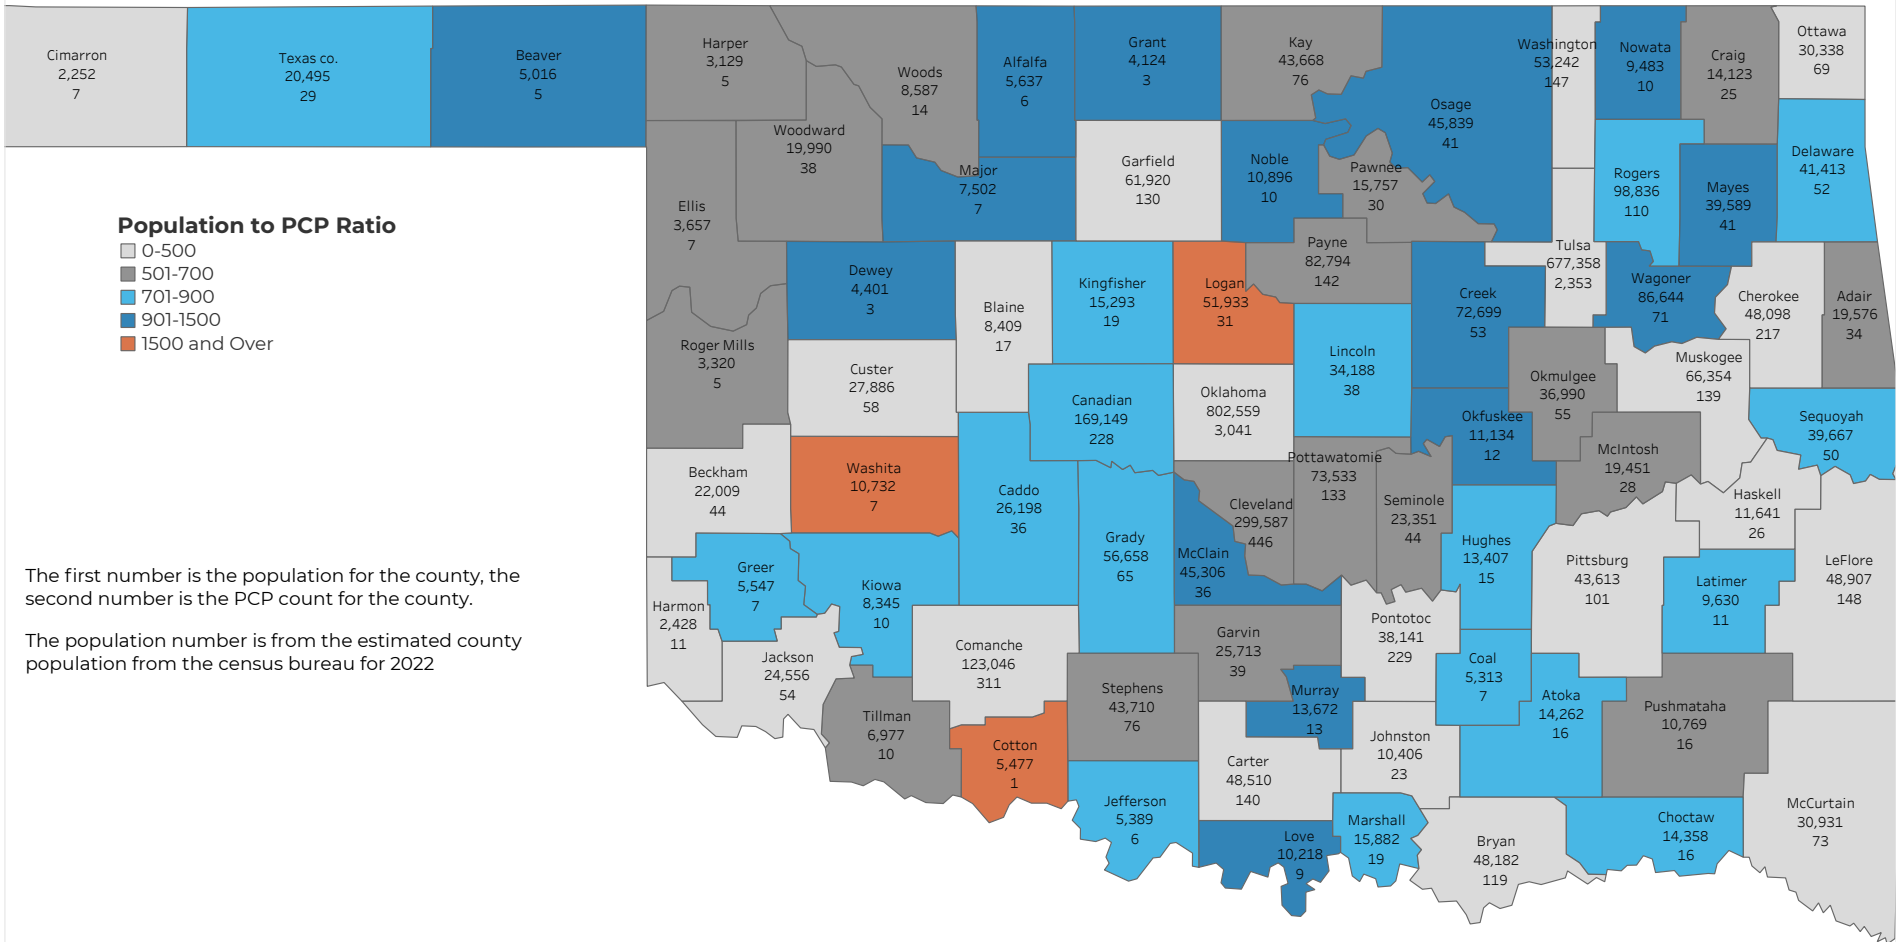 Cimarron
2,252
7
Texas co.
20,495
29
Beaver
5,016
5
Harper
3,129
5
Woods
8,587
14
Alfalfa
5,637
6
Grant
4,124
3
Kay
43,668
76
Osage
45,839
41
Washington
53,242
147
Nowata
9,483
10
Craig
14,123
25
Ottawa
30,338
69
Woodward
19,990
38
Major
7,502
7
Garfield
61,920
130
Noble
10,896
10
Pawnee
15,757
30
Rogers
98,836
110
Mayes
39,589
41
Delaware
41,413
52
Ellis
3,657
7
Population to PCP Ratio
0-500
501-700
701-900
901-1500
1500 and Over
Dewey
4,401
3
Blaine
8,409
17
Kingfisher
15,293
19
Logan
51,933
31
Payne
82,794
142
Creek
72,699
53
Tulsa
677,358
2,353
Wagoner
86,644
71
Cherokee
48,098
217
Adair
19,576
34
Roger Mills
3,320
5
Custer
27,886
58
Canadian
169,149
228
Oklahoma
802,559
3,041
Lincoln
34,188
38
Okfuskee
11,134
12
Okmulgee
36,990
55
Muskogee
66,354
139
Sequoyah
39,667
50
Beckham
22,009
44
Washita
10,732
7
Caddo
26,198
36
Grady
56,658
65
McClain
45,306
36
Cleveland
299,587
446
Pottawatomie
73,533
133
Seminole
23,351
44
Hughes
13,407
15
McIntosh
19,451
28
Haskell
11,641
26
Pittsburg
43,613
101
Latimer
9,630
11
LeFlore
48,907
148
The first number is the population for the county, the
second number is the PCP count for the county.
The population number is from the estimated county
population from the census bureau for 2022
Harmon
2,428
11
Greer
5,547
7
Kiowa
8,345
10
Jackson
24,556
54
Comanche
123,046
311
Tillman
6,977
10
Cotton
5,477
1
Stephens
43,710
76
Garvin
25,713
39
Murray
13,672
13
Pontotoc
38,141
229
Coal
5,313
7
Atoka
14,262
16
Pushmataha
10,769
16
Jefferson
5,389
6
Carter
48,510
140
Johnston
10,406
23
Love
10,218
9
Marshall
15,882
19
Bryan
48,182
119
Choctaw
14,358
16
McCurtain
30,931
73